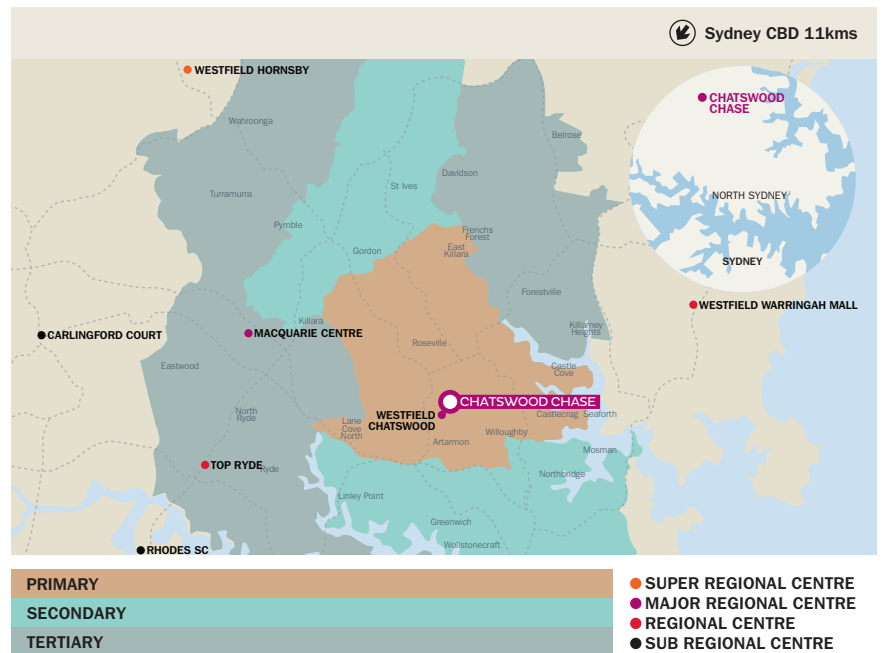 Sydney CBD 11kms
WESTFIELD HORNSBY
CHATSWOOD
CHASE
Wahroonga
Belrose
Davidson
St Ives
Turramurra
NORTH SYDNEY
Pymble
Frenchs
Forest
East
Killara
Gordon
SYDNEY
Forestville
WESTFIELD WARRINGAH MALL
Killara
Killarney
Heights
CARLINGFORD COURT
MACQUARIE CENTRE
Roseville
Eastwood
Castle
Cove
CHATSWOOD CHASE
WESTFIELD
CHATSWOOD
North
Ryde
Castlecrag
Seaforth
Lane
Cove
North
Willoughby
Artarmon
Mosman
TOP RYDE
Ryde
Northbridge
Linley Point
Greenwich
Wollstonecraft
RHODES SC
PRIMARY
SECONDARY
TERTIARY
SUPER REGIONAL CENTRE
MAJOR REGIONAL CENTRE
REGIONAL CENTRE
SUB REGIONAL CENTRE